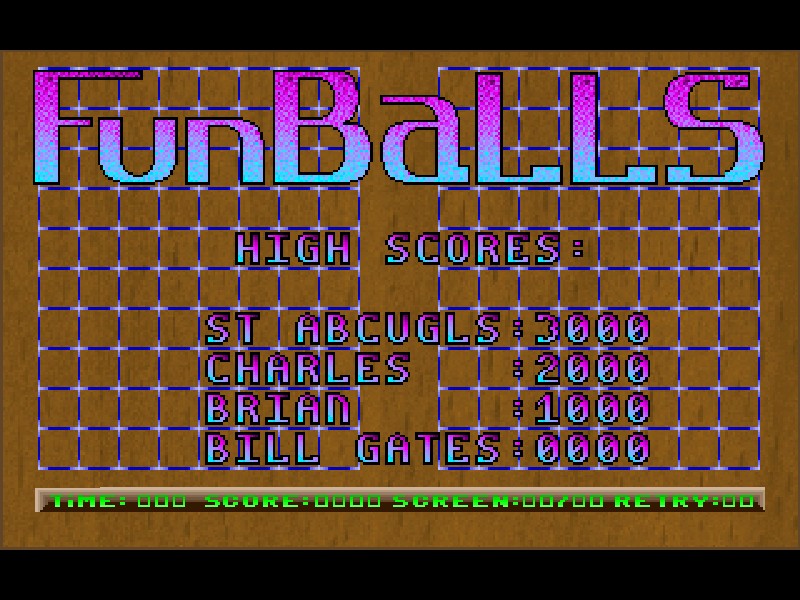 FunBaLLS
HIGH SCORES:
ST ABCUGLS:3000
CHARLES :2000
BRIAN :1000
BILL GATES:0000
TIME: 000 SCORE:0000 SCREEN:00/00 RETRY:00